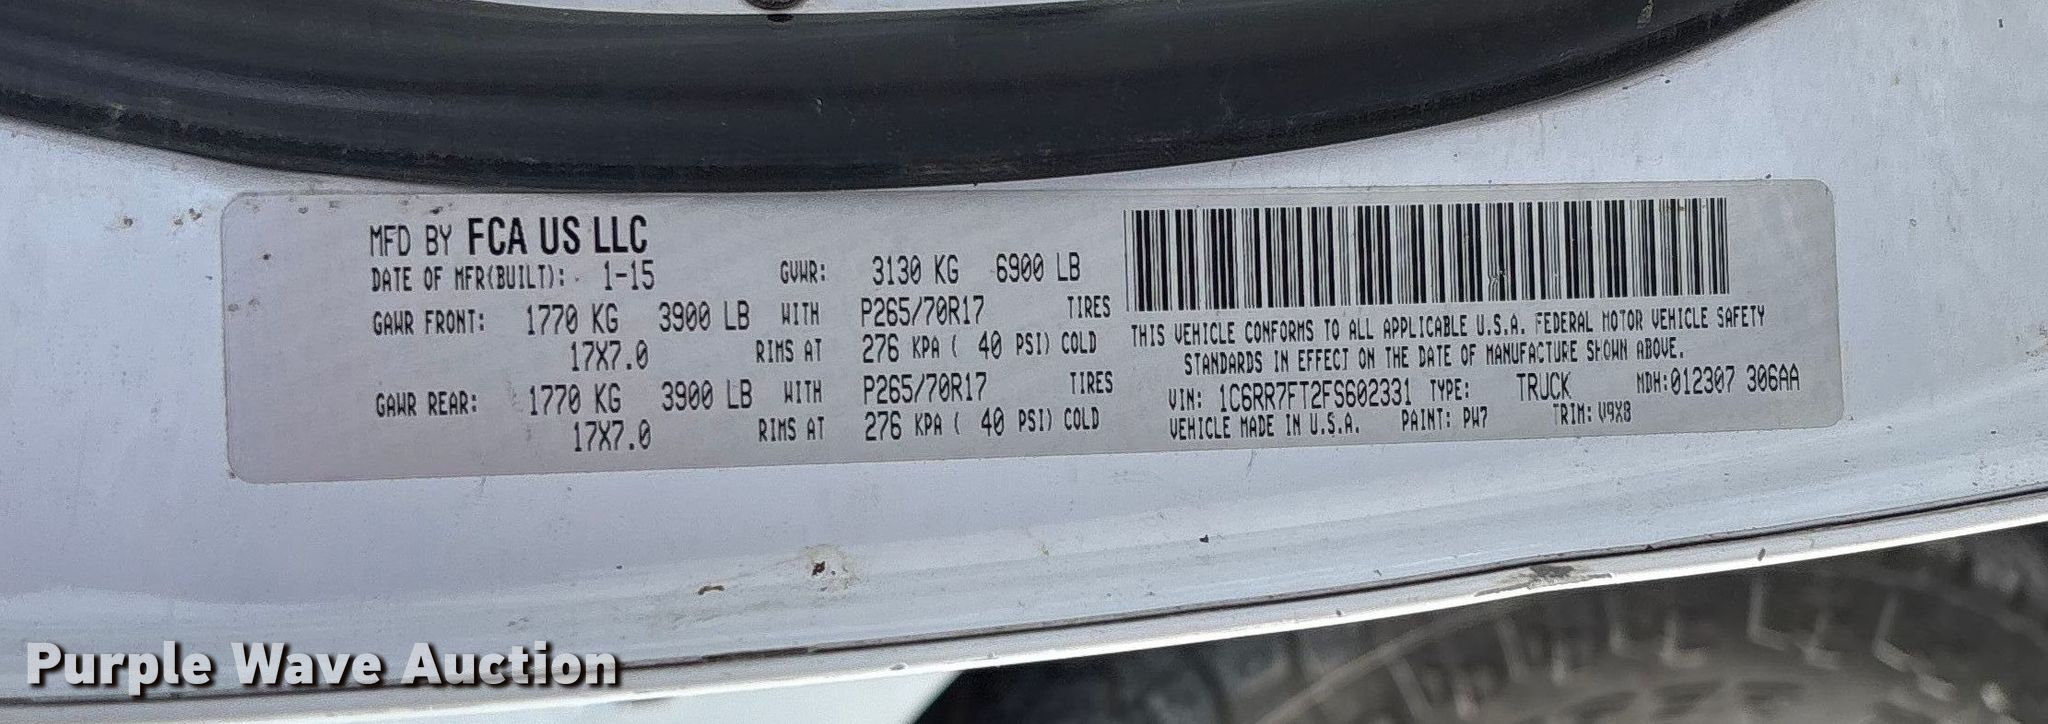 MFD BY FCA US LLC
DATE OF MFR(BUILT): 1-15 GVWR: 3130 KG 6900 LB
GAWR FRONT: 1770 KG 3900 LB WITH P265/70R17 TIRES
17X7.0 RIMS AT 276 KPA ( 40 PSI) COLD
GAWR REAR: 1770 KG 3900 LB WITH P265/70R17 TIRES
17X7.0 RIMS AT 276 KPA ( 40 PSI) COLD
THIS VEHICLE CONFORMS TO ALL APPLICABLE U.S.A. FEDERAL MOTOR VEHICLE SAFETY
STANDARDS IN EFFECT ON THE DATE OF MANUFACTURE SHOWN ABOVE.
VIN: 1C6RR7FT2FS602331 TYPE: TRUCK MDH:012307 306AA
VEHICLE MADE IN U.S.A. PAINT: PW7 TRIM: V9X8
Purple Wave Auction